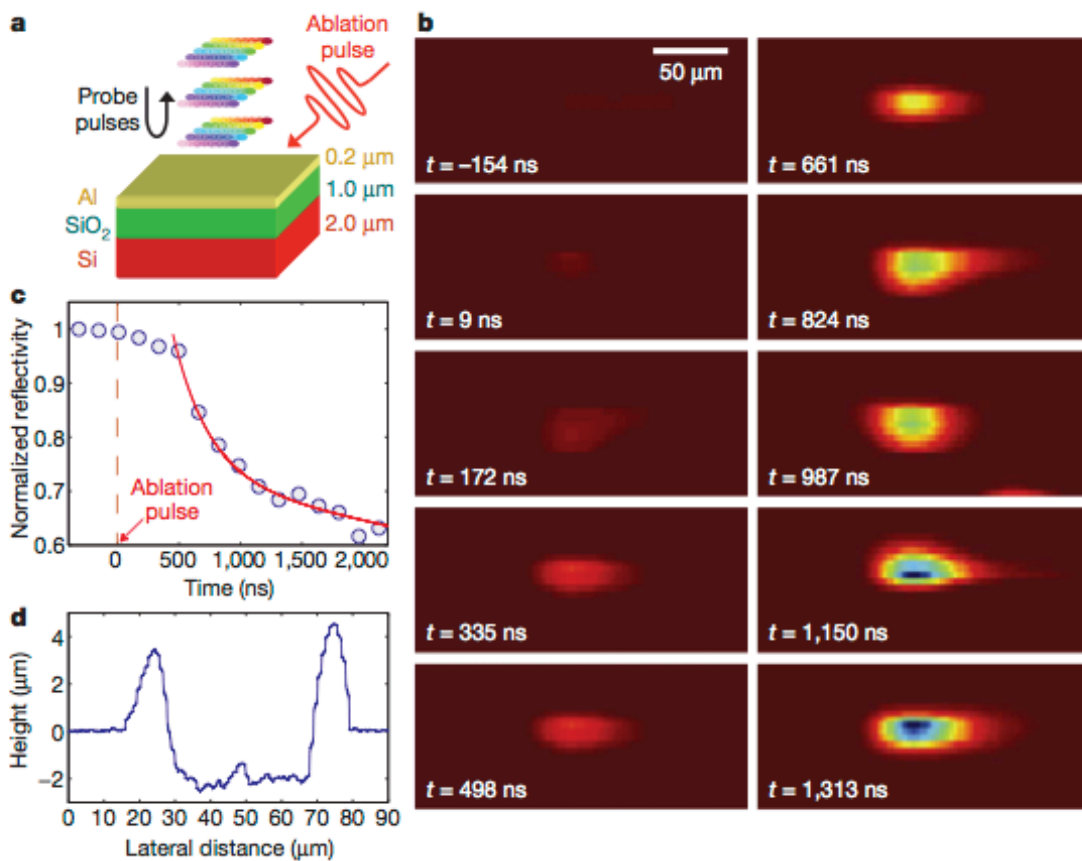 a
Ablation
pulse
Probe
pulses
0.2 μm
1.0 μm
2.0 μm
Al
SiO₂
Si
b
50 μm
t = –154 ns
t = 661 ns
t = 9 ns
t = 824 ns
t = 172 ns
t = 987 ns
t = 335 ns
t = 1,150 ns
t = 498 ns
t = 1,313 ns
c
Normalized reflectivity
1
0.9
0.8
0.7
0.6
Ablation
pulse
0 500 1,000 1,500 2,000
Time (ns)
d
Height (μm)
4
2
0
−2
0 10 20 30 40 50 60 70 80 90
Lateral distance (μm)